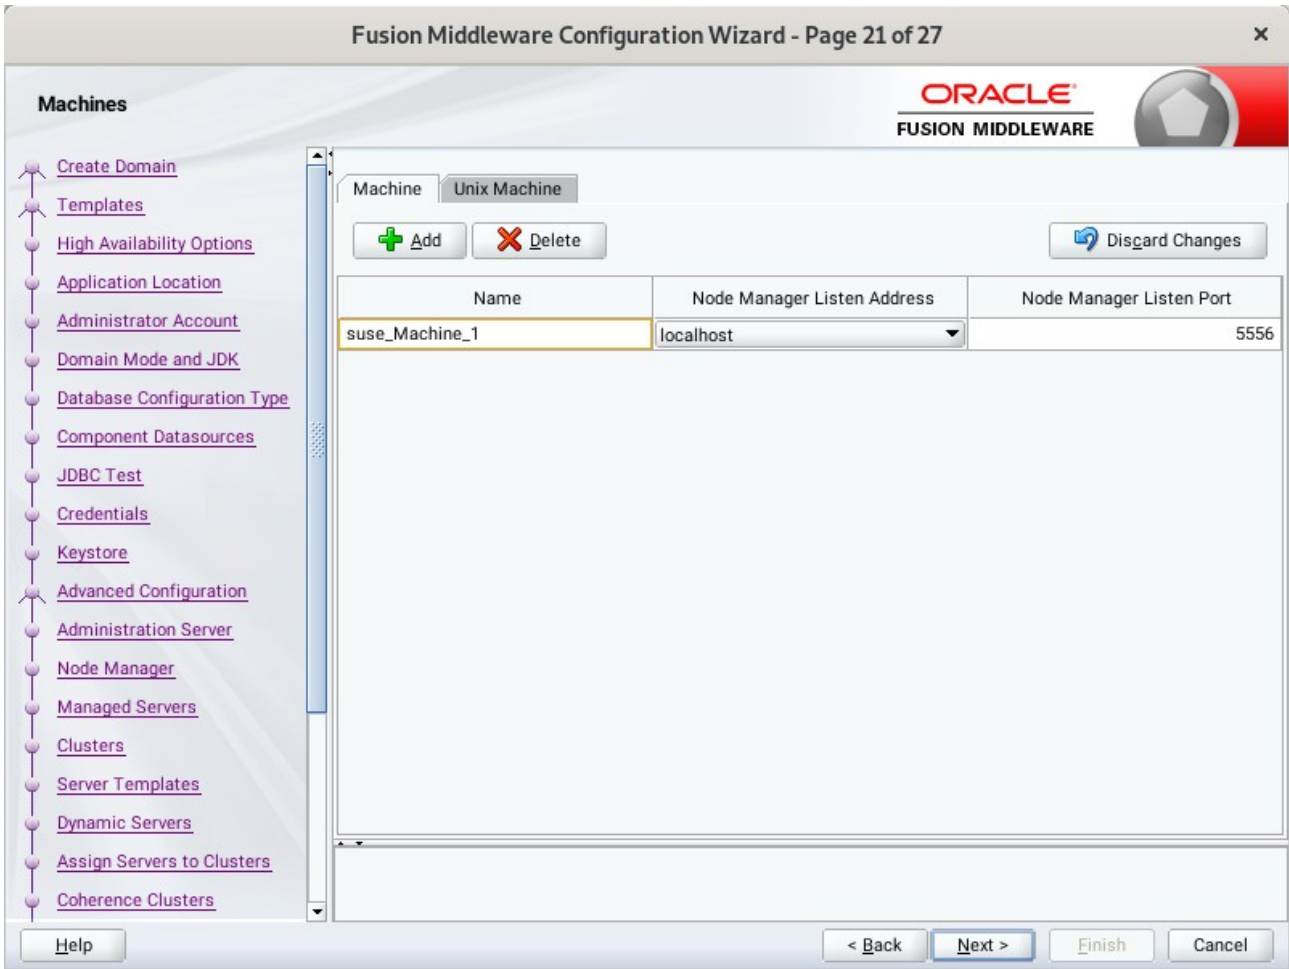 Fusion Middleware Configuration Wizard - Page 21 of 27
Machines
ORACLE
FUSION MIDDLEWARE
Create Domain
Templates
High Availability Options
Application Location
Administrator Account
Domain Mode and JDK
Database Configuration Type
Component Datasources
JDBC Test
Credentials
Keystore
Advanced Configuration
Administration Server
Node Manager
Managed Servers
Clusters
Server Templates
Dynamic Servers
Assign Servers to Clusters
Coherence Clusters
Machine Unix Machine
Add Delete Discard Changes
Name Node Manager Listen Address Node Manager Listen Port
suse_Machine_1 localhost 5556
Help < Back Next > Finish Cancel